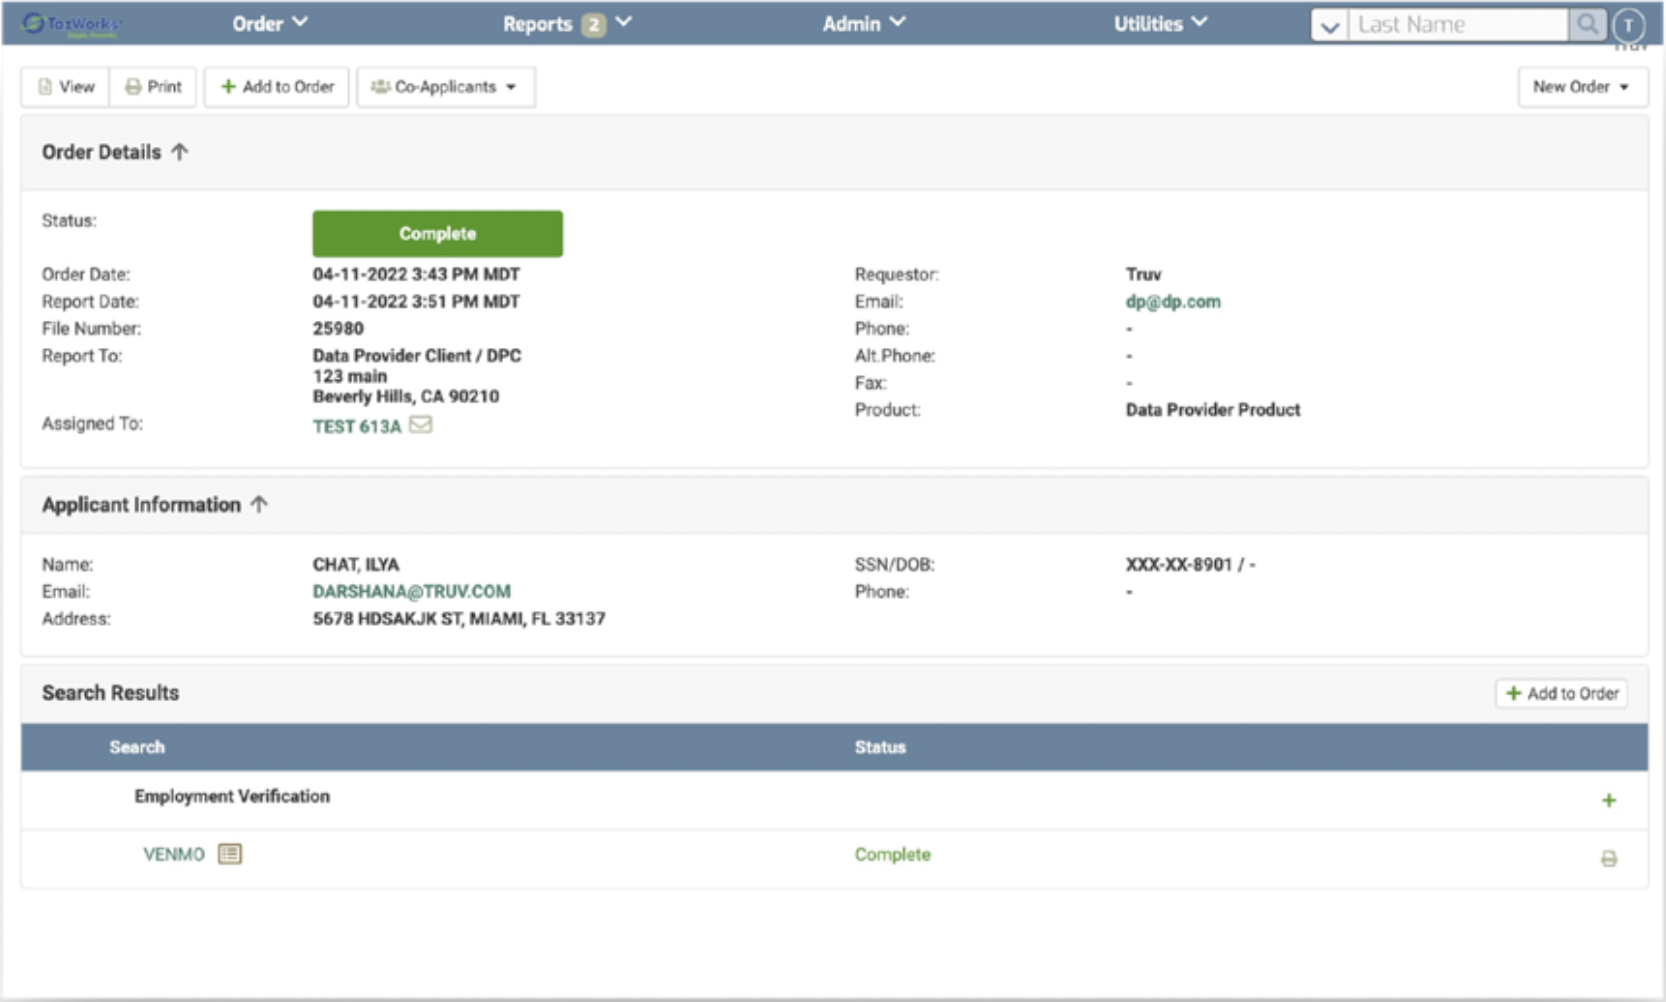 TazWorks
Order
Reports 2
Admin
Utilities
Last Name
T
Truv
View
Print
+ Add to Order
Co-Applicants
New Order
Order Details ↑
Status:
Complete
Order Date:
04-11-2022 3:43 PM MDT
Report Date:
04-11-2022 3:51 PM MDT
File Number:
25980
Report To:
Data Provider Client / DPC
123 main
Beverly Hills, CA 90210
Assigned To:
TEST 613A
Requestor:
Truv
Email:
dp@dp.com
Phone:
-
Alt.Phone:
-
Fax:
-
Product:
Data Provider Product
Applicant Information ↑
Name:
CHAT, ILYA
Email:
DARSHANA@TRUV.COM
Address:
5678 HDSAKJK ST, MIAMI, FL 33137
SSN/DOB:
XXX-XX-8901 / -
Phone:
-
Search Results
+ Add to Order
Search
Status
Employment Verification
+
VENMO
Complete